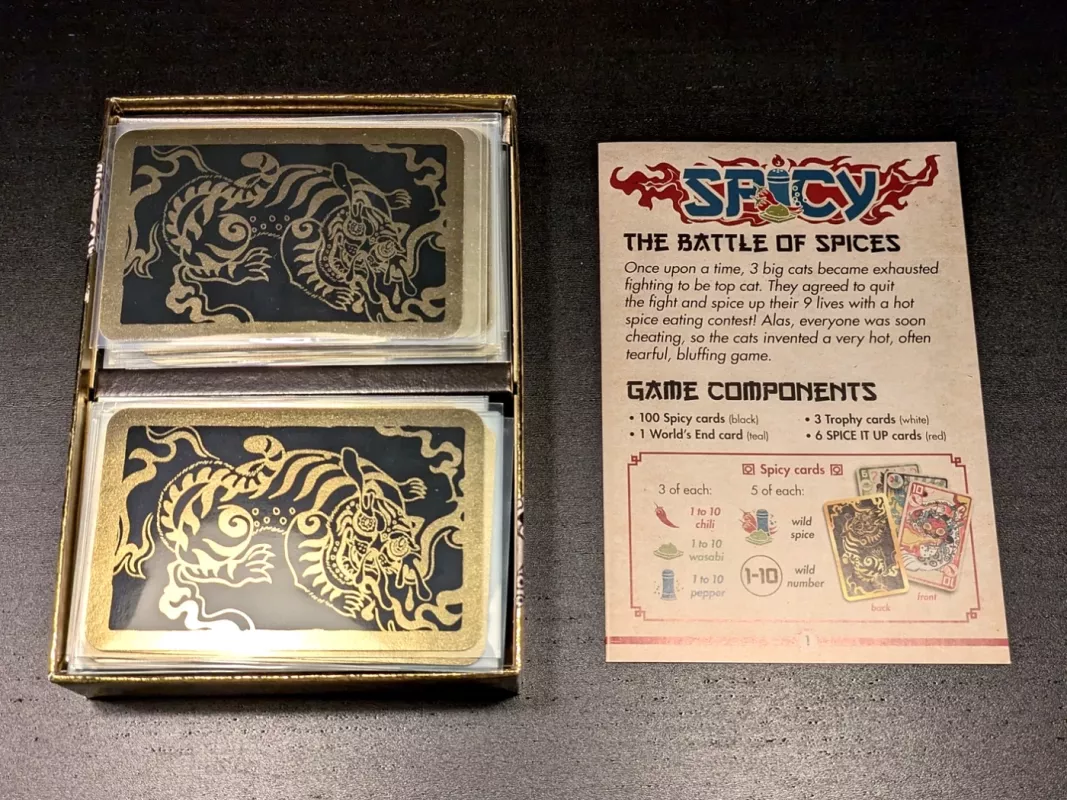 SPICY
THE BATTLE OF SPICES
Once upon a time, 3 big cats became exhausted
fighting to be top cat. They agreed to quit
the fight and spice up their 9 lives with a hot
spice eating contest! Alas, everyone was soon
cheating, so the cats invented a very hot, often
tearful, bluffing game.
GAME COMPONENTS
• 100 Spicy cards (black)
• 3 Trophy cards (white)
• 1 World's End card (teal)
• 6 SPICE IT UP cards (red)
Spicy cards
3 of each:
5 of each:
1 to 10
chili
wild
spice
1 to 10
wasabi
1-10
wild
number
1 to 10
pepper
10
10
back
front
1